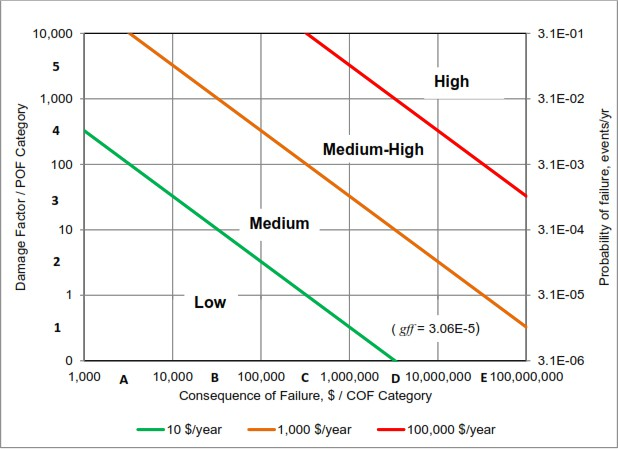 10,000
3.1E-01
5
High
1,000
3.1E-02
4
Medium-High
100
3.1E-03
3
Medium
10
3.1E-04
2
Low
1
3.1E-05
1
( gff = 3.06E-5)
0
3.1E-06
Damage Factor / POF Category
Probability of failure, events/yr
1,000 A 10,000 B 100,000 C 1,000,000 D 10,000,000 E 100,000,000
Consequence of Failure, $ / COF Category
10 $/year 1,000 $/year 100,000 $/year